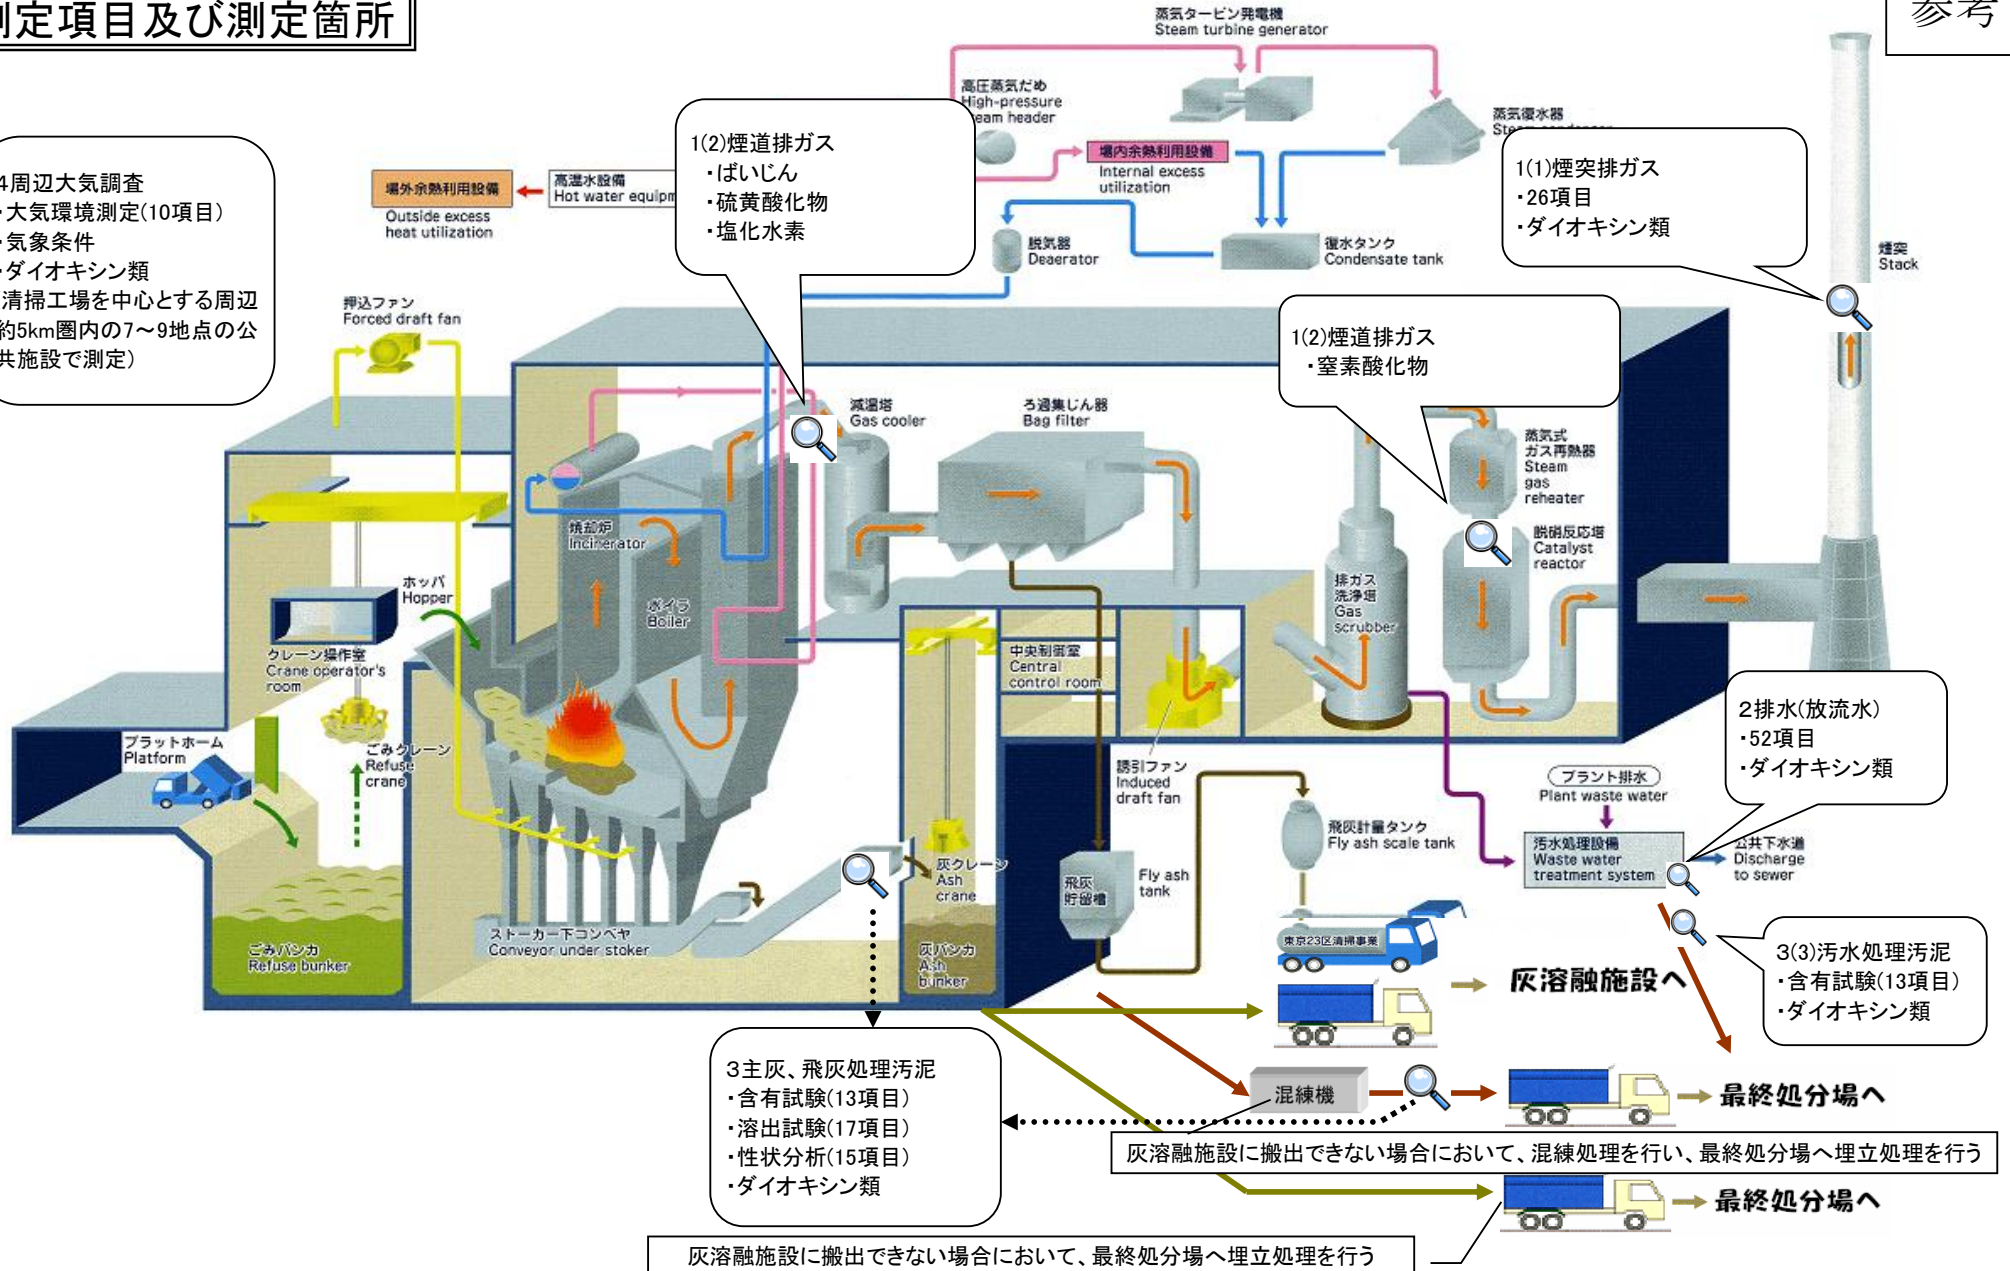 測定項目及び測定箇所
参考
蒸気タービン発電機
Steam turbine generator
高圧蒸気だめ
High-pressure
steam header
蒸気復水器
Steam condenser
場内余熱利用設備
Internal excess
utilization
場外余熱利用設備
Outside excess
heat utilization
高温水設備
Hot water equipm
脱気器
Deaerator
復水タンク
Condensate tank
煙突
Stack
4周辺大気調査
・大気環境測定(10項目)
・気象条件
・ダイオキシン類
清掃工場を中心とする周辺
約5km圏内の7～9地点の公
共施設で測定)
1(2)煙道排ガス
・ばいじん
・硫黄酸化物
・塩化水素
1(1)煙突排ガス
・26項目
・ダイオキシン類
1(2)煙道排ガス
・窒素酸化物
押込ファン
Forced draft fan
減温塔
Gas cooler
ろ過集じん器
Bag filter
蒸気式
ガス再熱器
Steam
gas
reheater
脱硝反応塔
Catalyst
reactor
焼却炉
Incinerator
ボイラ
Boiler
ホッパ
Hopper
クレーン操作室
Crane operator's
room
排ガス
洗浄塔
Gas
scrubber
中央制御室
Central
control room
プラットホーム
Platform
ごみクレーン
Refuse
crane
誘引ファン
Induced
draft fan
2排水(放流水)
・52項目
・ダイオキシン類
プラント排水
Plant waste water
汚水処理設備
Waste water
treatment system
公共下水道
Discharge
to sewer
飛灰計量タンク
Fly ash scale tank
灰クレーン
Ash
crane
飛灰
貯留槽
Fly ash
tank
ごみバンカ
Refuse bunker
ストーカー下コンベヤ
Conveyor under stoker
灰バンカ
Ash
bunker
東京23区清掃事業
灰溶融施設へ
3(3)汚水処理汚泥
・含有試験(13項目)
・ダイオキシン類
3主灰、飛灰処理汚泥
・含有試験(13項目)
・溶出試験(17項目)
・性状分析(15項目)
・ダイオキシン類
混練機
最終処分場へ
灰溶融施設に搬出できない場合において、混練処理を行い、最終処分場へ埋立処理を行う
最終処分場へ
灰溶融施設に搬出できない場合において、最終処分場へ埋立処理を行う